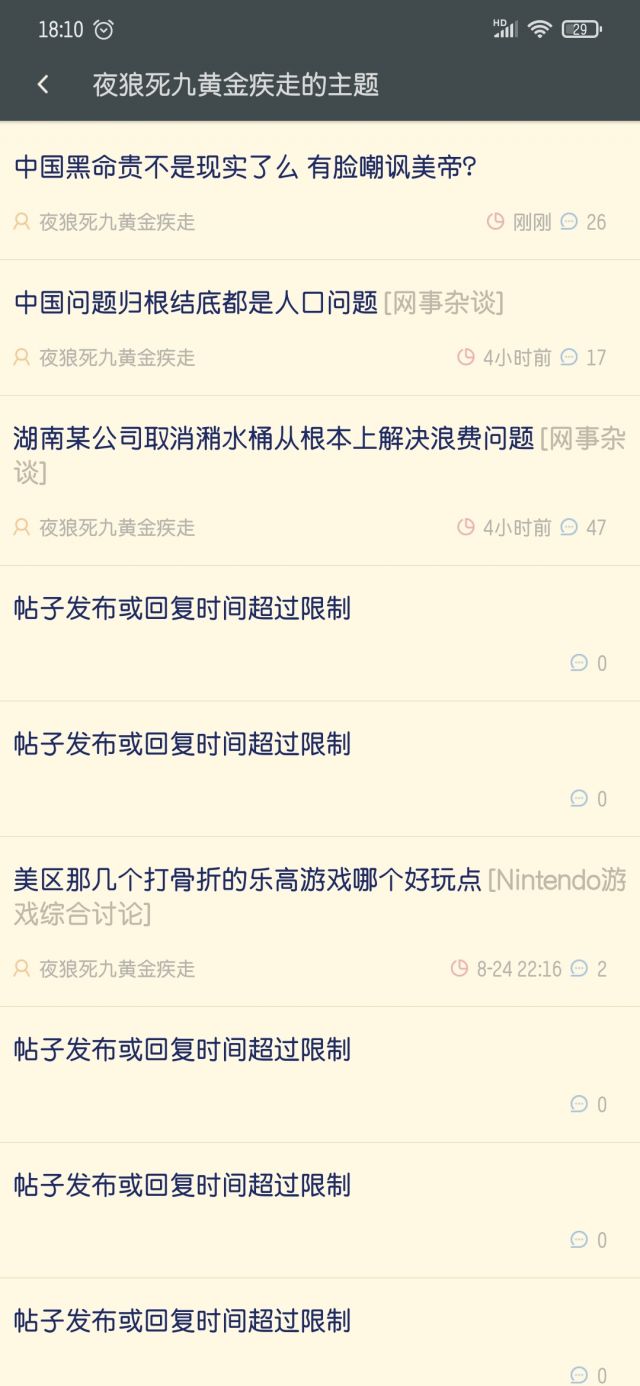 18:10 HD 29
夜狼死九黄金疾走的主题
中国黑命贵不是现实了么 有脸嘲讽美帝?
夜狼死九黄金疾走 刚刚 26
中国问题归根结底都是人口问题 [网事杂谈]
夜狼死九黄金疾走 4小时前 17
湖南某公司取消潲水桶从根本上解决浪费问题 [网事杂
谈]
夜狼死九黄金疾走 4小时前 47
帖子发布或回复时间超过限制
0
帖子发布或回复时间超过限制
0
美区那几个打骨折的乐高游戏哪个好玩点 [Nintendo游
戏综合讨论]
夜狼死九黄金疾走 8-24 22:16 2
帖子发布或回复时间超过限制
0
帖子发布或回复时间超过限制
0
帖子发布或回复时间超过限制
0